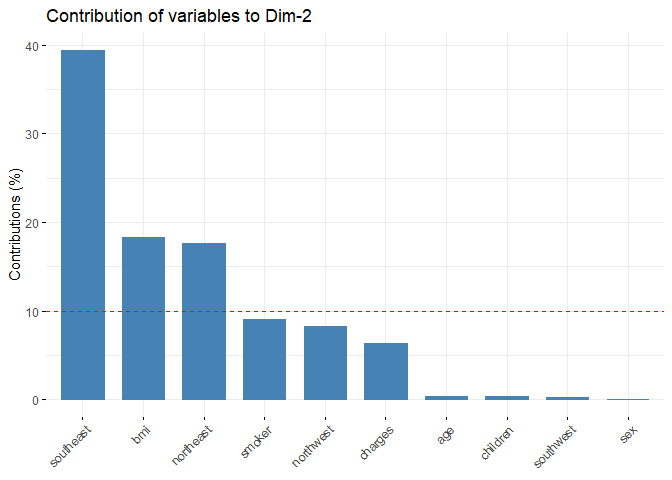 Contribution of variables to Dim-2
Contributions (%)
40
30
20
10
0
southeast
bmi
northeast
smoker
northwest
charges
age
children
southwest
sex